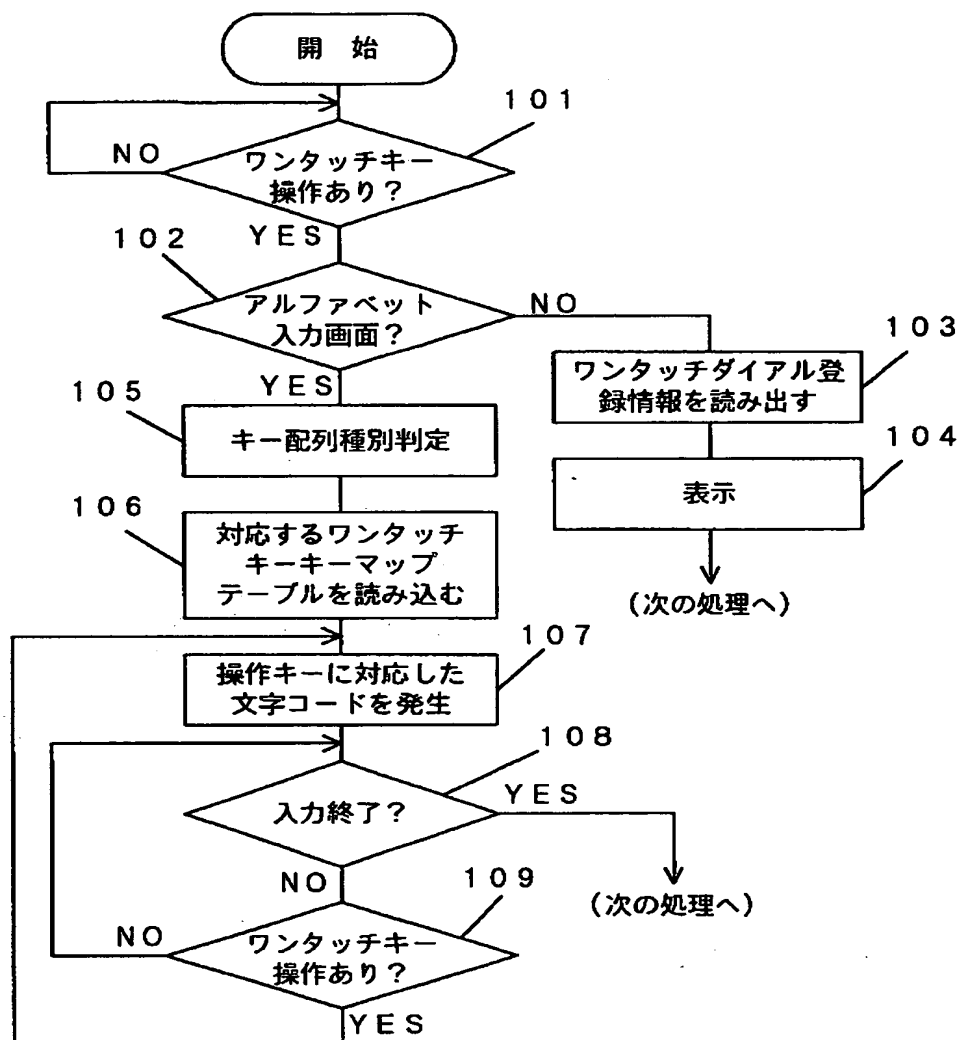 開 始
101
NO
ワンタッチキー
操作あり?
YES
102
アルファベット
入力画面?
NO
YES
103
ワンタッチダイアル登
録情報を読み出す
105
キー配列種別判定
104
表示
106
対応するワンタッチ
キーキーマップ
テーブルを読み込む
(次の処理へ)
107
操作キーに対応した
文字コードを発生
108
入力終了?
YES
NO
109
(次の処理へ)
NO
ワンタッチキー
操作あり?
YES